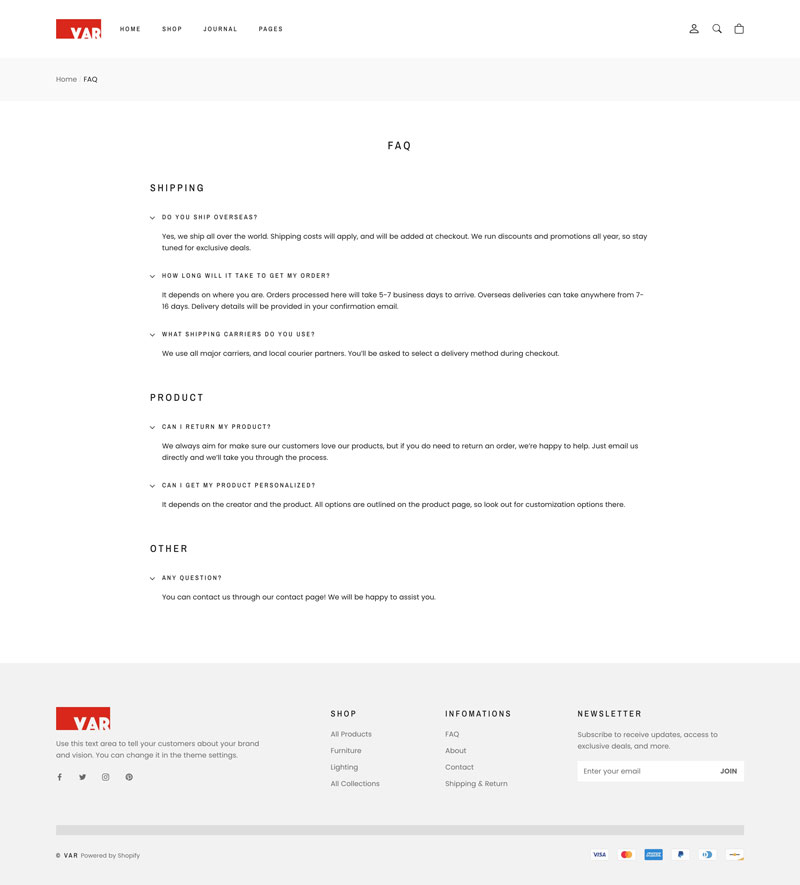 VAR
HOME SHOP JOURNAL PAGES
Home FAQ
FAQ
SHIPPING
DO YOU SHIP OVERSEAS?
Yes, we ship all over the world. Shipping costs will apply, and will be added at checkout. We run discounts and promotions all year, so stay
tuned for exclusive deals.
HOW LONG WILL IT TAKE TO GET MY ORDER?
It depends on where you are. Orders processed here will take 5-7 business days to arrive. Overseas deliveries can take anywhere from 7-
16 days. Delivery details will be provided in your confirmation email.
WHAT SHIPPING CARRIERS DO YOU USE?
We use all major carriers, and local courier partners. You'll be asked to select a delivery method during checkout.
PRODUCT
CAN I RETURN MY PRODUCT?
We always aim for make sure our customers love our products, but if you do need to return an order, we're happy to help. Just email us
directly and we'll take you through the process.
CAN I GET MY PRODUCT PERSONALIZED?
It depends on the creator and the product. All options are outlined on the product page, so look out for customization options there.
OTHER
ANY QUESTION?
You can contact us through our contact page! We will be happy to assist you.
VAR
Use this text area to tell your customers about your brand
and vision. You can change it in the theme settings.
SHOP
All Products
Furniture
Lighting
All Collections
INFOMATIONS
FAQ
About
Contact
Shipping & Return
NEWSLETTER
Subscribe to receive updates, access to
exclusive deals, and more.
Enter your email JOIN
© VAR Powered by Shopify
VISA